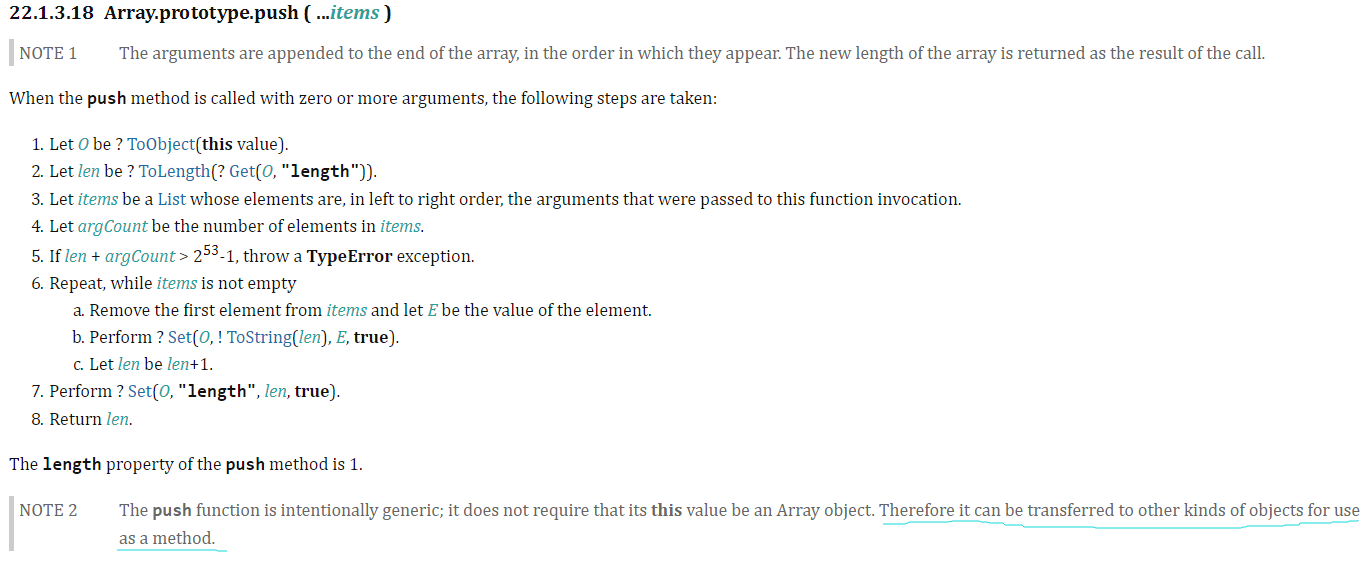 22.1.3.18 Array.prototype.push ( ...items )
NOTE 1 The arguments are appended to the end of the array, in the order in which they appear. The new length of the array is returned as the result of the call.
When the push method is called with zero or more arguments, the following steps are taken:
1. Let O be ? ToObject(this value).
2. Let len be ? ToLength(? Get(O, "length")).
3. Let items be a List whose elements are, in left to right order, the arguments that were passed to this function invocation.
4. Let argCount be the number of elements in items.
5. If len + argCount > 2^53-1, throw a TypeError exception.
6. Repeat, while items is not empty
a. Remove the first element from items and let E be the value of the element.
b. Perform ? Set(O, ! ToString(len), E, true).
c. Let len be len+1.
7. Perform ? Set(O, "length", len, true).
8. Return len.
The length property of the push method is 1.
NOTE 2 The push function is intentionally generic; it does not require that its this value be an Array object. Therefore it can be transferred to other kinds of objects for use
as a method.